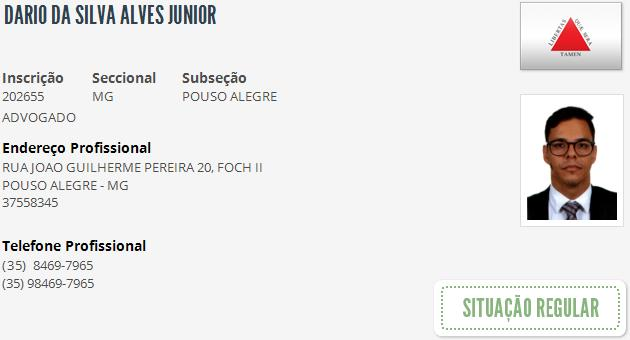 DARIO DA SILVA ALVES JUNIOR
LIBERTAS QUÆ SERA
TAMEN
Inscrição Seccional Subseção
202655 MG POUSO ALEGRE
ADVOGADO
Endereço Profissional
RUA JOAO GUILHERME PEREIRA 20, FOCH II
POUSO ALEGRE - MG
37558345
Telefone Profissional
(35) 8469-7965
(35) 98469-7965
SITUAÇÃO REGULAR